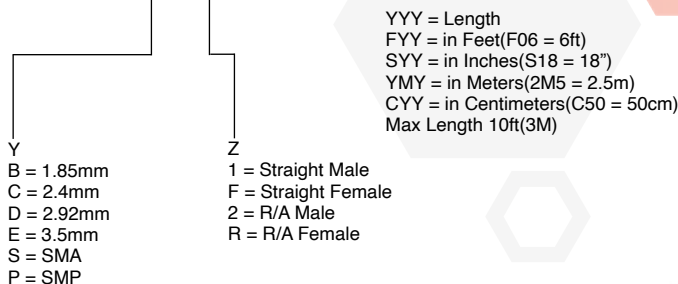 YYY = Length
FYY = in Feet(F06 = 6ft)
SYY = in Inches(S18 = 18”)
YMY = in Meters(2M5 = 2.5m)
CYY = in Centimeters(C50 = 50cm)
Max Length 10ft(3M)
Y
B = 1.85mm
C = 2.4mm
D = 2.92mm
E = 3.5mm
S = SMA
P = SMP
Z
1 = Straight Male
F = Straight Female
2 = R/A Male
R = R/A Female